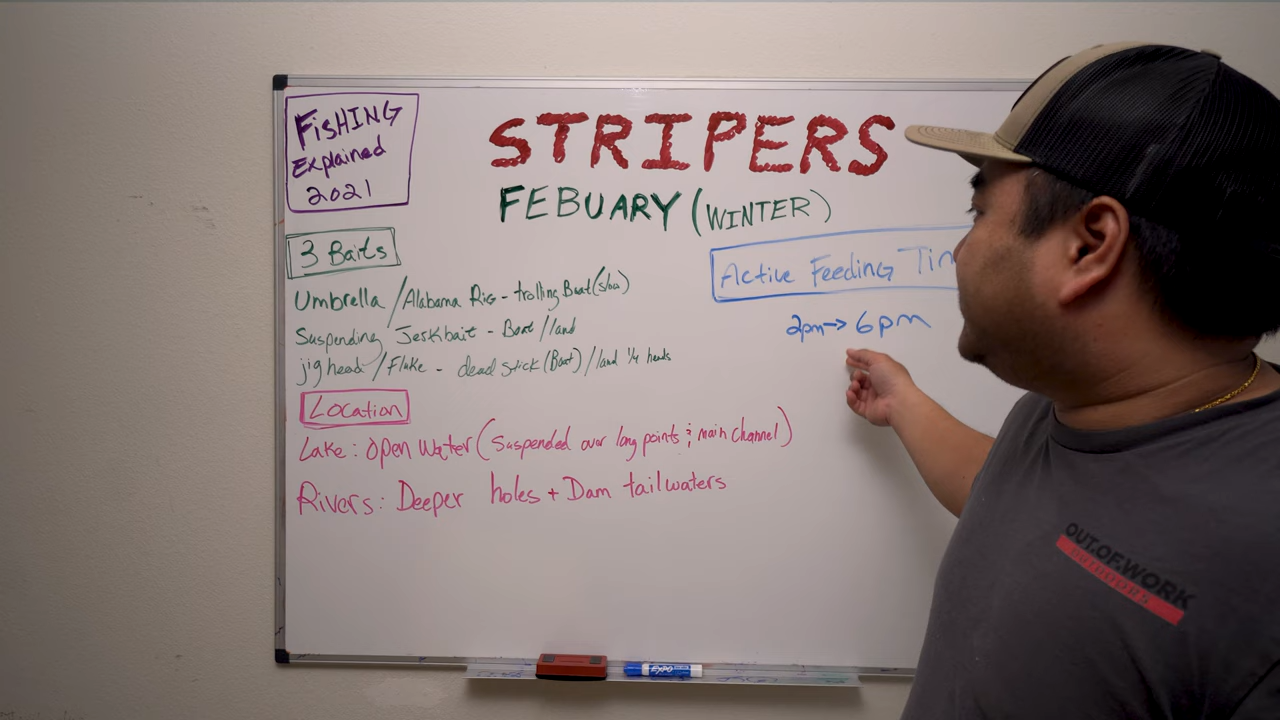 FisHING
Explained
2021
STRIPERS
FEBUARY (WINTER)
3 Baits
Umbrella / Alabama Rig - trolling Boat (slow)
Suspending Jerkbait - Boat / land
jig head / Fluke - dead stick (Boat) / land 1/4 heads
Location
Lake: Open Water (Suspended over long points & main channel)
Rivers: Deeper holes + Dam tailwaters
Active Feeding Tim
2pm -> 6pm
OUT.OF.WORK
OUTDOORS
EXPO